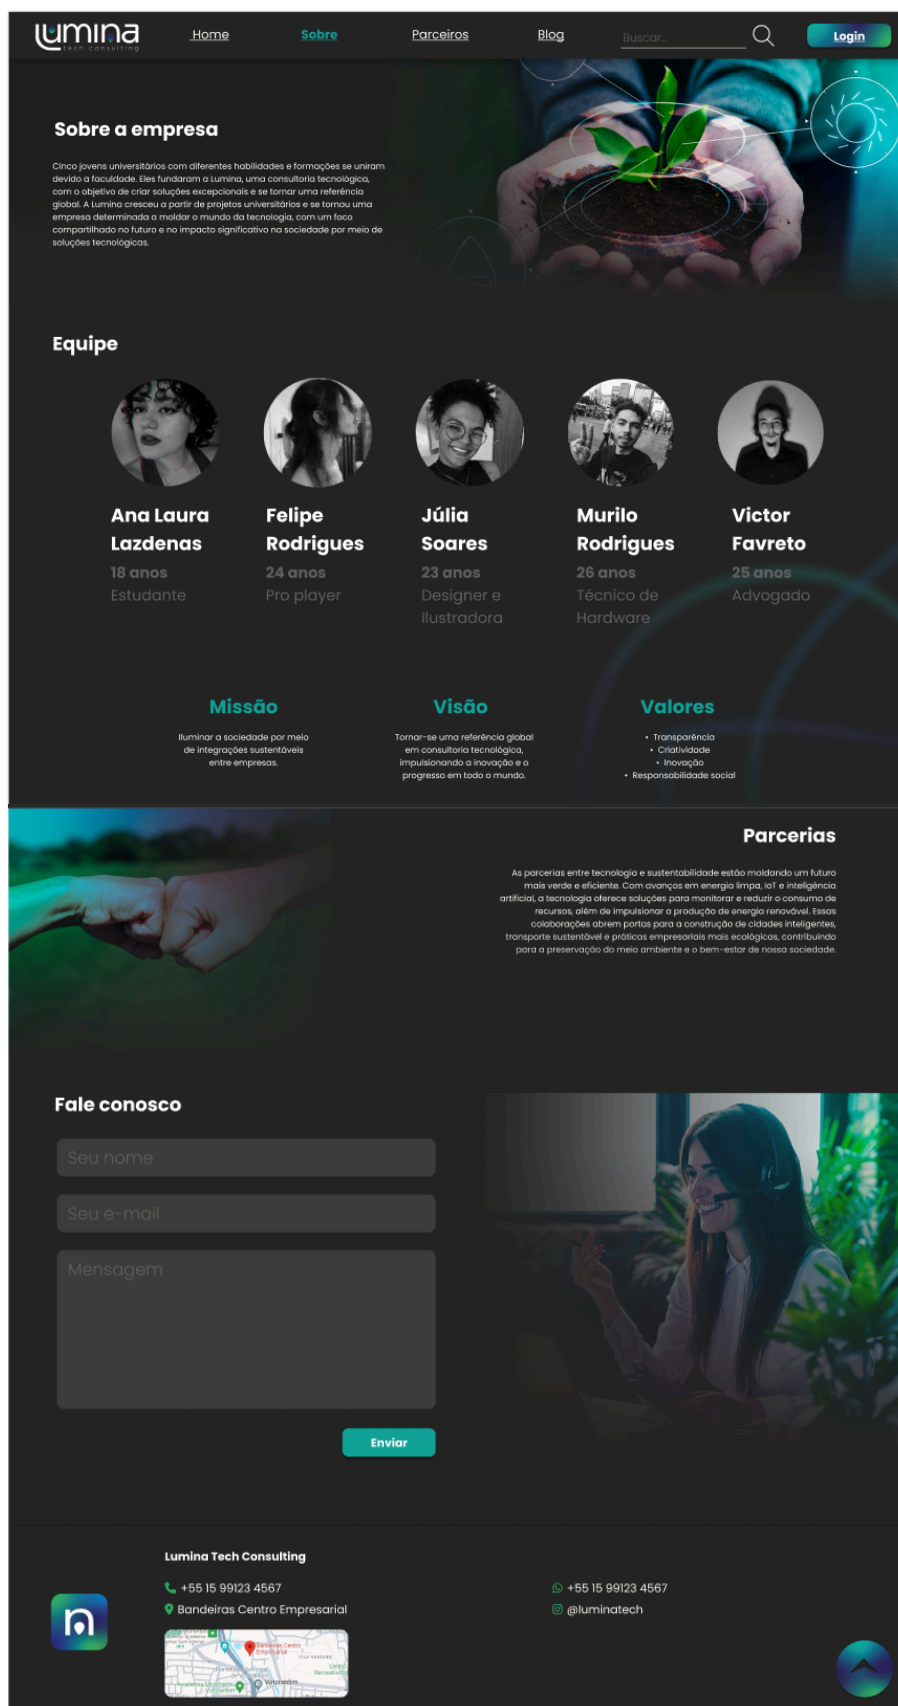 Lumina
tech consulting
Home
Sobre
Parceiros
Blog
Buscar...
Login
Sobre a empresa
Cinco jovens universitários com diferentes habilidades e formações se uniram
devido a faculdade. Eles fundaram a Lumina, uma consultoria tecnológica,
com o objetivo de criar soluções excepcionais e se tornar uma referência
global. A Lumina cresceu a partir de projetos universitários e se tornou uma
empresa determinada a moldar o mundo da tecnologia, com um foco
compartilhado no futuro e no impacto significativo na sociedade por meio de
soluções tecnológicas.
Equipe
Ana Laura
Lazdenas
18 anos
Estudante
Felipe
Rodrigues
24 anos
Pro player
Júlia
Soares
23 anos
Designer e
Ilustradora
Murilo
Rodrigues
26 anos
Técnico de
Hardware
Victor
Favreto
25 anos
Advogado
Missão
Iluminar a sociedade por meio
de integrações sustentáveis
entre empresas.
Visão
Tornar-se uma referência global
em consultoria tecnológica,
impulsionando a inovação e o
progresso em todo o mundo.
Valores
• Transparência
• Criatividade
• Inovação
• Responsabilidade social
Parcerias
As parcerias entre tecnologia e sustentabilidade estão moldando um futuro
mais verde e eficiente. Com avanços em energia limpa, IoT e inteligência
artificial, a tecnologia oferece soluções para monitorar e reduzir o consumo de
recursos, além de impulsionar a produção de energia renovável. Essas
colaborações abrem portas para a construção de cidades inteligentes,
transporte sustentável e práticas empresariais mais ecológicas, contribuindo
para a preservação do meio ambiente e o bem-estar de nossa sociedade.
Fale conosco
Seu nome
Seu e-mail
Mensagem
Enviar
Lumina Tech Consulting
+55 15 99123 4567
Bandeiras Centro Empresarial
+55 15 99123 4567
@luminatech
n
Bandeiras Centro
Empresarial
VILA VANGUE
Votorantim